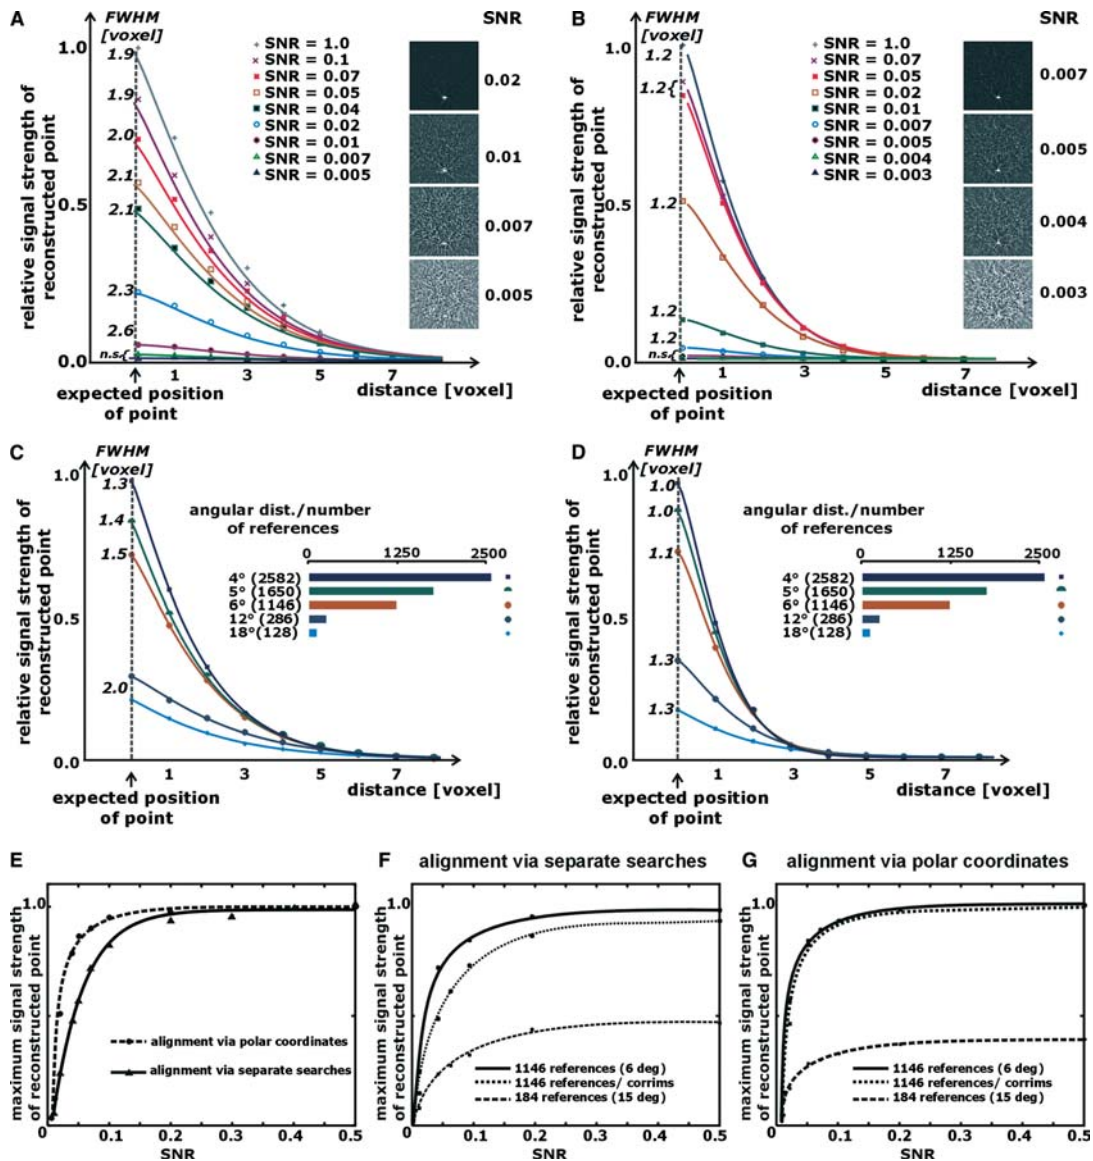 A
FWHM
[voxel]
SNR
relative signal strength of
reconstructed point
1.0
0.5
0.0
1.9
1.9
2.0
2.1
2.1
2.3
2.6
n.s.{
SNR = 1.0
SNR = 0.1
SNR = 0.07
SNR = 0.05
SNR = 0.04
SNR = 0.02
SNR = 0.01
SNR = 0.007
SNR = 0.005
0.02
0.01
0.007
0.005
1 3 5 7
distance [voxel]
expected position
of point
B
FWHM
[voxel]
SNR
relative signal strength of
reconstructed point
1.0
0.5
0.0
1.2
1.2{
1.2
1.2
1.2
n.s{
SNR = 1.0
SNR = 0.07
SNR = 0.05
SNR = 0.02
SNR = 0.01
SNR = 0.007
SNR = 0.005
SNR = 0.004
SNR = 0.003
0.007
0.005
0.004
0.003
1 3 5 7
distance [voxel]
expected position
of point
C
FWHM
[voxel]
relative signal strength of
reconstructed point
1.0
0.5
0.0
1.3
1.4
1.5
2.0
angular dist./number
of references
0 1250 2500
4° (2582)
5° (1650)
6° (1146)
12° (286)
18°(128)
1 3 5 7
distance [voxel]
expected position
of point
D
FWHM
[voxel]
relative signal strength of
reconstructed point
1.0
0.5
0.0
1.0
1.0
1.1
1.3
1.3
angular dist./number
of references
0 1250 2500
4° (2582)
5° (1650)
6° (1146)
12° (286)
18°(128)
1 3 5 7
distance [voxel]
expected position
of point
E
maximum signal strength
of reconstructed point
1.0
alignment via polar coordinates
alignment via separate searches
0 0.1 0.2 0.3 0.4 0.5
SNR
F alignment via separate searches
maximum signal strength
of reconstructed point
1.0
1146 references (6 deg)
1146 references/ corrims
184 references (15 deg)
0 0.1 0.2 0.3 0.4 0.5
SNR
G alignment via polar coordinates
maximum signal strength
of reconstructed point
1.0
1146 references (6 deg)
1146 references/ corrims
184 references (15 deg)
0 0.1 0.2 0.3 0.4 0.5
SNR